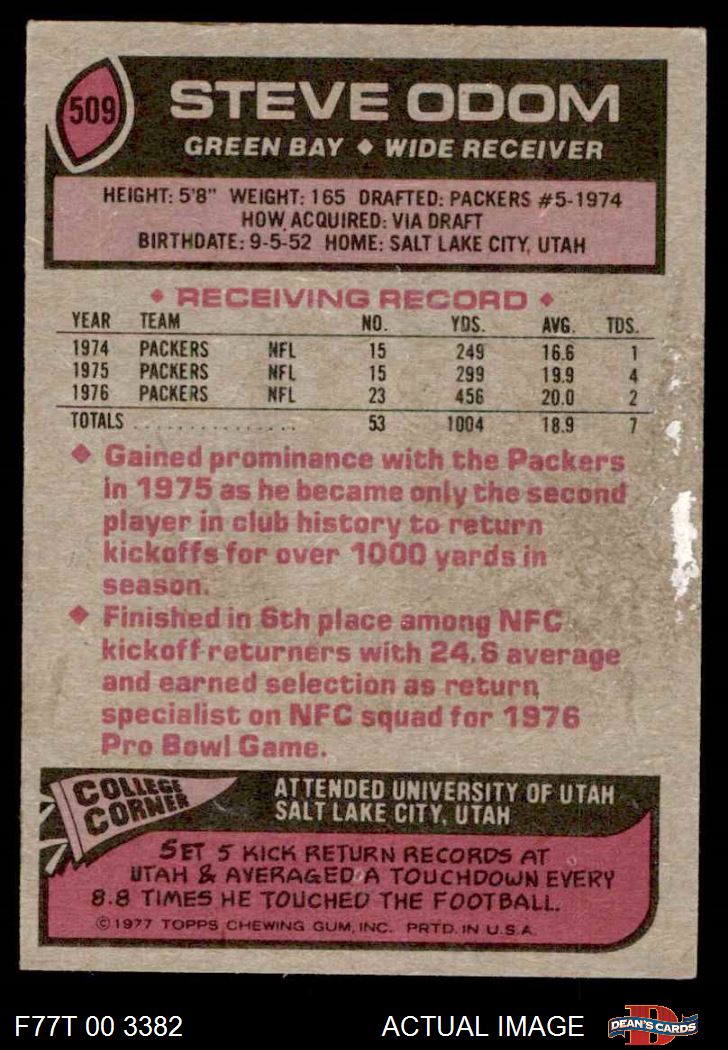 509
STEVE ODOM
GREEN BAY ◆ WIDE RECEIVER
HEIGHT: 5'8" WEIGHT: 165 DRAFTED: PACKERS #5-1974
HOW ACQUIRED: VIA DRAFT
BIRTHDATE: 9-5-52 HOME: SALT LAKE CITY, UTAH
◆ RECEIVING RECORD ◆
YEAR TEAM NO. YDS. AVG. TDS.
1974 PACKERS NFL 15 249 16.6 1
1975 PACKERS NFL 15 299 19.9 4
1976 PACKERS NFL 23 456 20.0 2
TOTALS . . . . . . . . . . . . . . . 53 1004 18.9 7
◆ Gained prominence with the Packers
in 1975 as he became only the second
player in club history to return
kickoffs for over 1000 yards in
season.
◆ Finished in 6th place among NFC
kickoff returners with 24.6 average
and earned selection as return
specialist on NFC squad for 1976
Pro Bowl Game.
COLLEGE
CORNER
ATTENDED UNIVERSITY OF UTAH
SALT LAKE CITY, UTAH
SET 5 KICK RETURN RECORDS AT
UTAH & AVERAGED A TOUCHDOWN EVERY
8.8 TIMES HE TOUCHED THE FOOTBALL.
©1977 TOPPS CHEWING GUM, INC. PRTD. IN U.S.A.
F77T 00 3382 ACTUAL IMAGE
D
DEAN'S CARDS